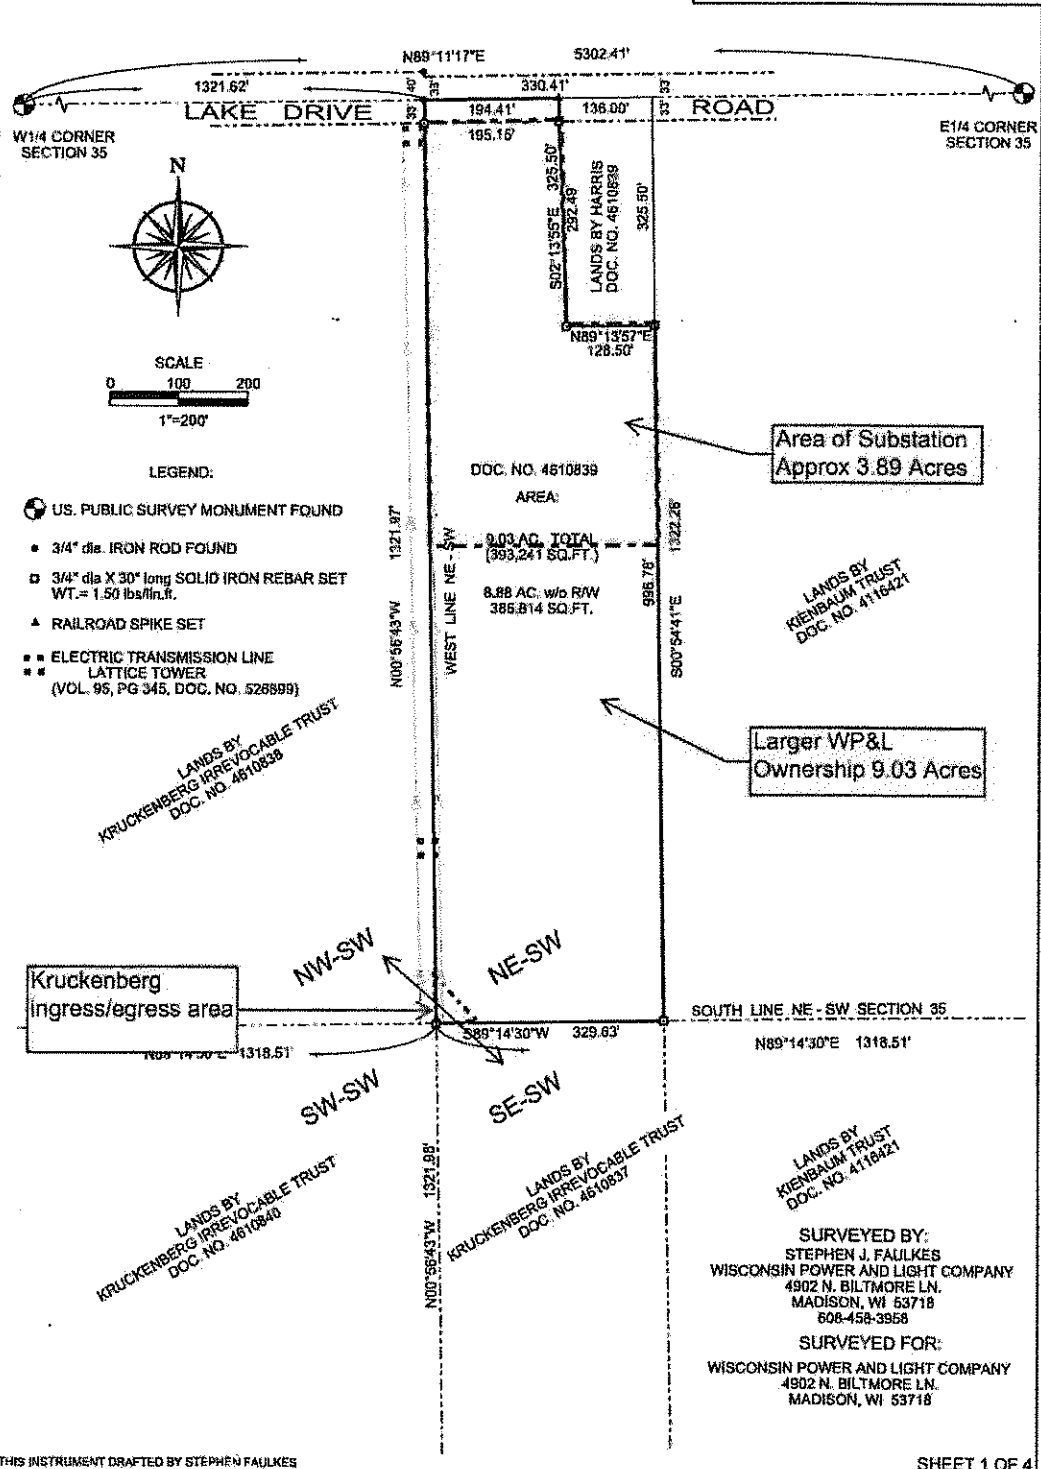 N89°11'17"E 5302.41'
1321.62' 40' 33' 330.41' 33'
LAKE DRIVE ROAD
33' 194.41' 136.00' 33'
195.16'
W1/4 CORNER
SECTION 35
E1/4 CORNER
SECTION 35
N
S02°13'55"E 325.50'
292.49'
LANDS BY HARRIS
DOC. NO. 4610839
325.50'
N89°13'57"E
128.50'
SCALE
0 100 200
1"=200'
Area of Substation
Approx 3.89 Acres
LEGEND:
US. PUBLIC SURVEY MONUMENT FOUND
3/4" dia. IRON ROD FOUND
3/4" dia X 30" long SOLID IRON REBAR SET
WT.= 1.50 lbs/lin.ft.
RAILROAD SPIKE SET
ELECTRIC TRANSMISSION LINE
LATTICE TOWER
(VOL. 95, PG 345, DOC. NO. 526899)
DOC. NO. 4610839
AREA:
9.03 AC. TOTAL
(393,241 SQ.FT.)
8.88 AC. w/o R/W
386,814 SQ.FT.
N00°56'43"W 1321.97'
WEST LINE NE - SW
996.78'
S00°54'41"E 1322.26'
LANDS BY
KIENBAUM TRUST
DOC. NO. 4116421
LANDS BY
KRUCKENBERG IRREVOCABLE TRUST
DOC. NO. 4610838
Larger WP&L
Ownership 9.03 Acres
NW-SW
NE-SW
Kruckenberg
Ingress/egress area
SOUTH LINE NE - SW SECTION 35
S89°14'30"W 329.63'
1318.51'
N89°14'30"E 1318.51'
SW-SW
SE-SW
N00°56'43"W 1321.98'
LANDS BY
KRUCKENBERG IRREVOCABLE TRUST
DOC. NO. 4610840
LANDS BY
KRUCKENBERG IRREVOCABLE TRUST
DOC. NO. 4610837
LANDS BY
KIENBAUM TRUST
DOC. NO. 4116421
SURVEYED BY:
STEPHEN J. FAULKES
WISCONSIN POWER AND LIGHT COMPANY
4902 N. BILTMORE LN.
MADISON, WI 53718
608-458-3958
SURVEYED FOR:
WISCONSIN POWER AND LIGHT COMPANY
4902 N. BILTMORE LN.
MADISON, WI 53718
THIS INSTRUMENT DRAFTED BY STEPHEN FAULKES
SHEET 1 OF 4